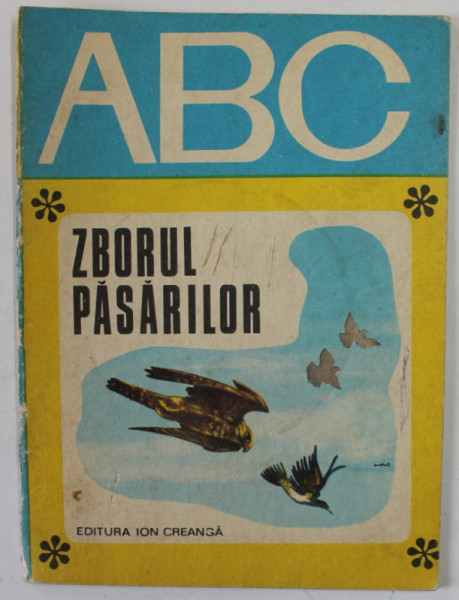 ABC
ZBORUL
PĂSĂRILOR
EDITURA ION CREANGĂ